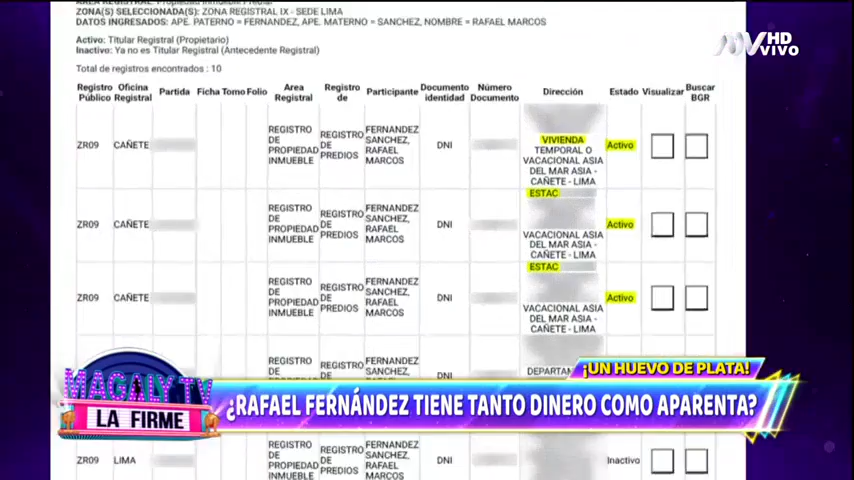 ÁREA REGISTRAL: Propiedad Inmueble Predial
ZONA(S) SELECCIONADA(S): ZONA REGISTRAL IX - SEDE LIMA
DATOS INGRESADOS: APE. PATERNO = FERNANDEZ, APE. MATERNO = SANCHEZ, NOMBRE = RAFAEL MARCOS
Activo: Titular Registral (Propietario)
Inactivo: Ya no es Titular Registral (Antecedente Registral)
Total de registros encontrados : 10
HD
VIVO
Registro Público Oficina Registral Partida Ficha Tomo Folio Area Registral Registro de Participante Documento identidad Número Documento Dirección Estado Visualizar Buscar BGR
ZR09 CAÑETE REGISTRO DE PROPIEDAD INMUEBLE REGISTRO DE PREDIOS FERNANDEZ SANCHEZ, RAFAEL MARCOS DNI VIVIENDA TEMPORAL O VACACIONAL ASIA DEL MAR ASIA - CAÑETE - LIMA Activo
ZR09 CAÑETE REGISTRO DE PROPIEDAD INMUEBLE REGISTRO DE PREDIOS FERNANDEZ SANCHEZ, RAFAEL MARCOS DNI ESTAC VACACIONAL ASIA DEL MAR ASIA - CAÑETE - LIMA Activo
ZR09 CAÑETE REGISTRO DE PROPIEDAD INMUEBLE REGISTRO DE PREDIOS FERNANDEZ SANCHEZ, RAFAEL MARCOS DNI ESTAC VACACIONAL ASIA DEL MAR ASIA - CAÑETE - LIMA Activo
REGISTRO FERNANDEZ DEPARTAM
DNI
¡UN HUEVO DE PLATA!
MAGALY TV
LA FIRME
¿RAFAEL FERNÁNDEZ TIENE TANTO DINERO COMO APARENTA?
ZR09 LIMA REGISTRO DE PROPIEDAD INMUEBLE REGISTRO DE PREDIOS FERNANDEZ SANCHEZ, RAFAEL MARCOS DNI Inactivo